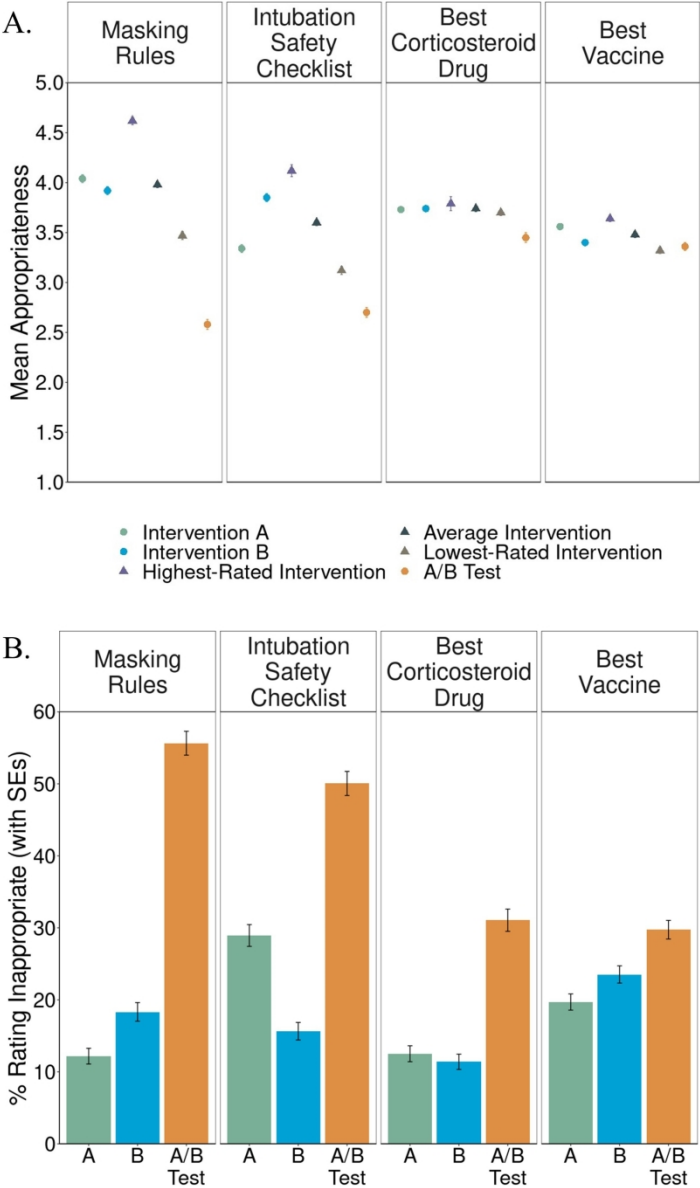 A.
Masking
Rules
Intubation
Safety
Checklist
Best
Corticosteroid
Drug
Best
Vaccine
Mean Appropriateness
5.0
4.5
4.0
3.5
3.0
2.5
2.0
1.5
1.0
Intervention A
Intervention B
Highest-Rated Intervention
Average Intervention
Lowest-Rated Intervention
A/B Test
B.
Masking
Rules
Intubation
Safety
Checklist
Best
Corticosteroid
Drug
Best
Vaccine
% Rating Inappropriate (with SEs)
60
50
40
30
20
10
0
A B A/B Test
A B A/B Test
A B A/B Test
A B A/B Test